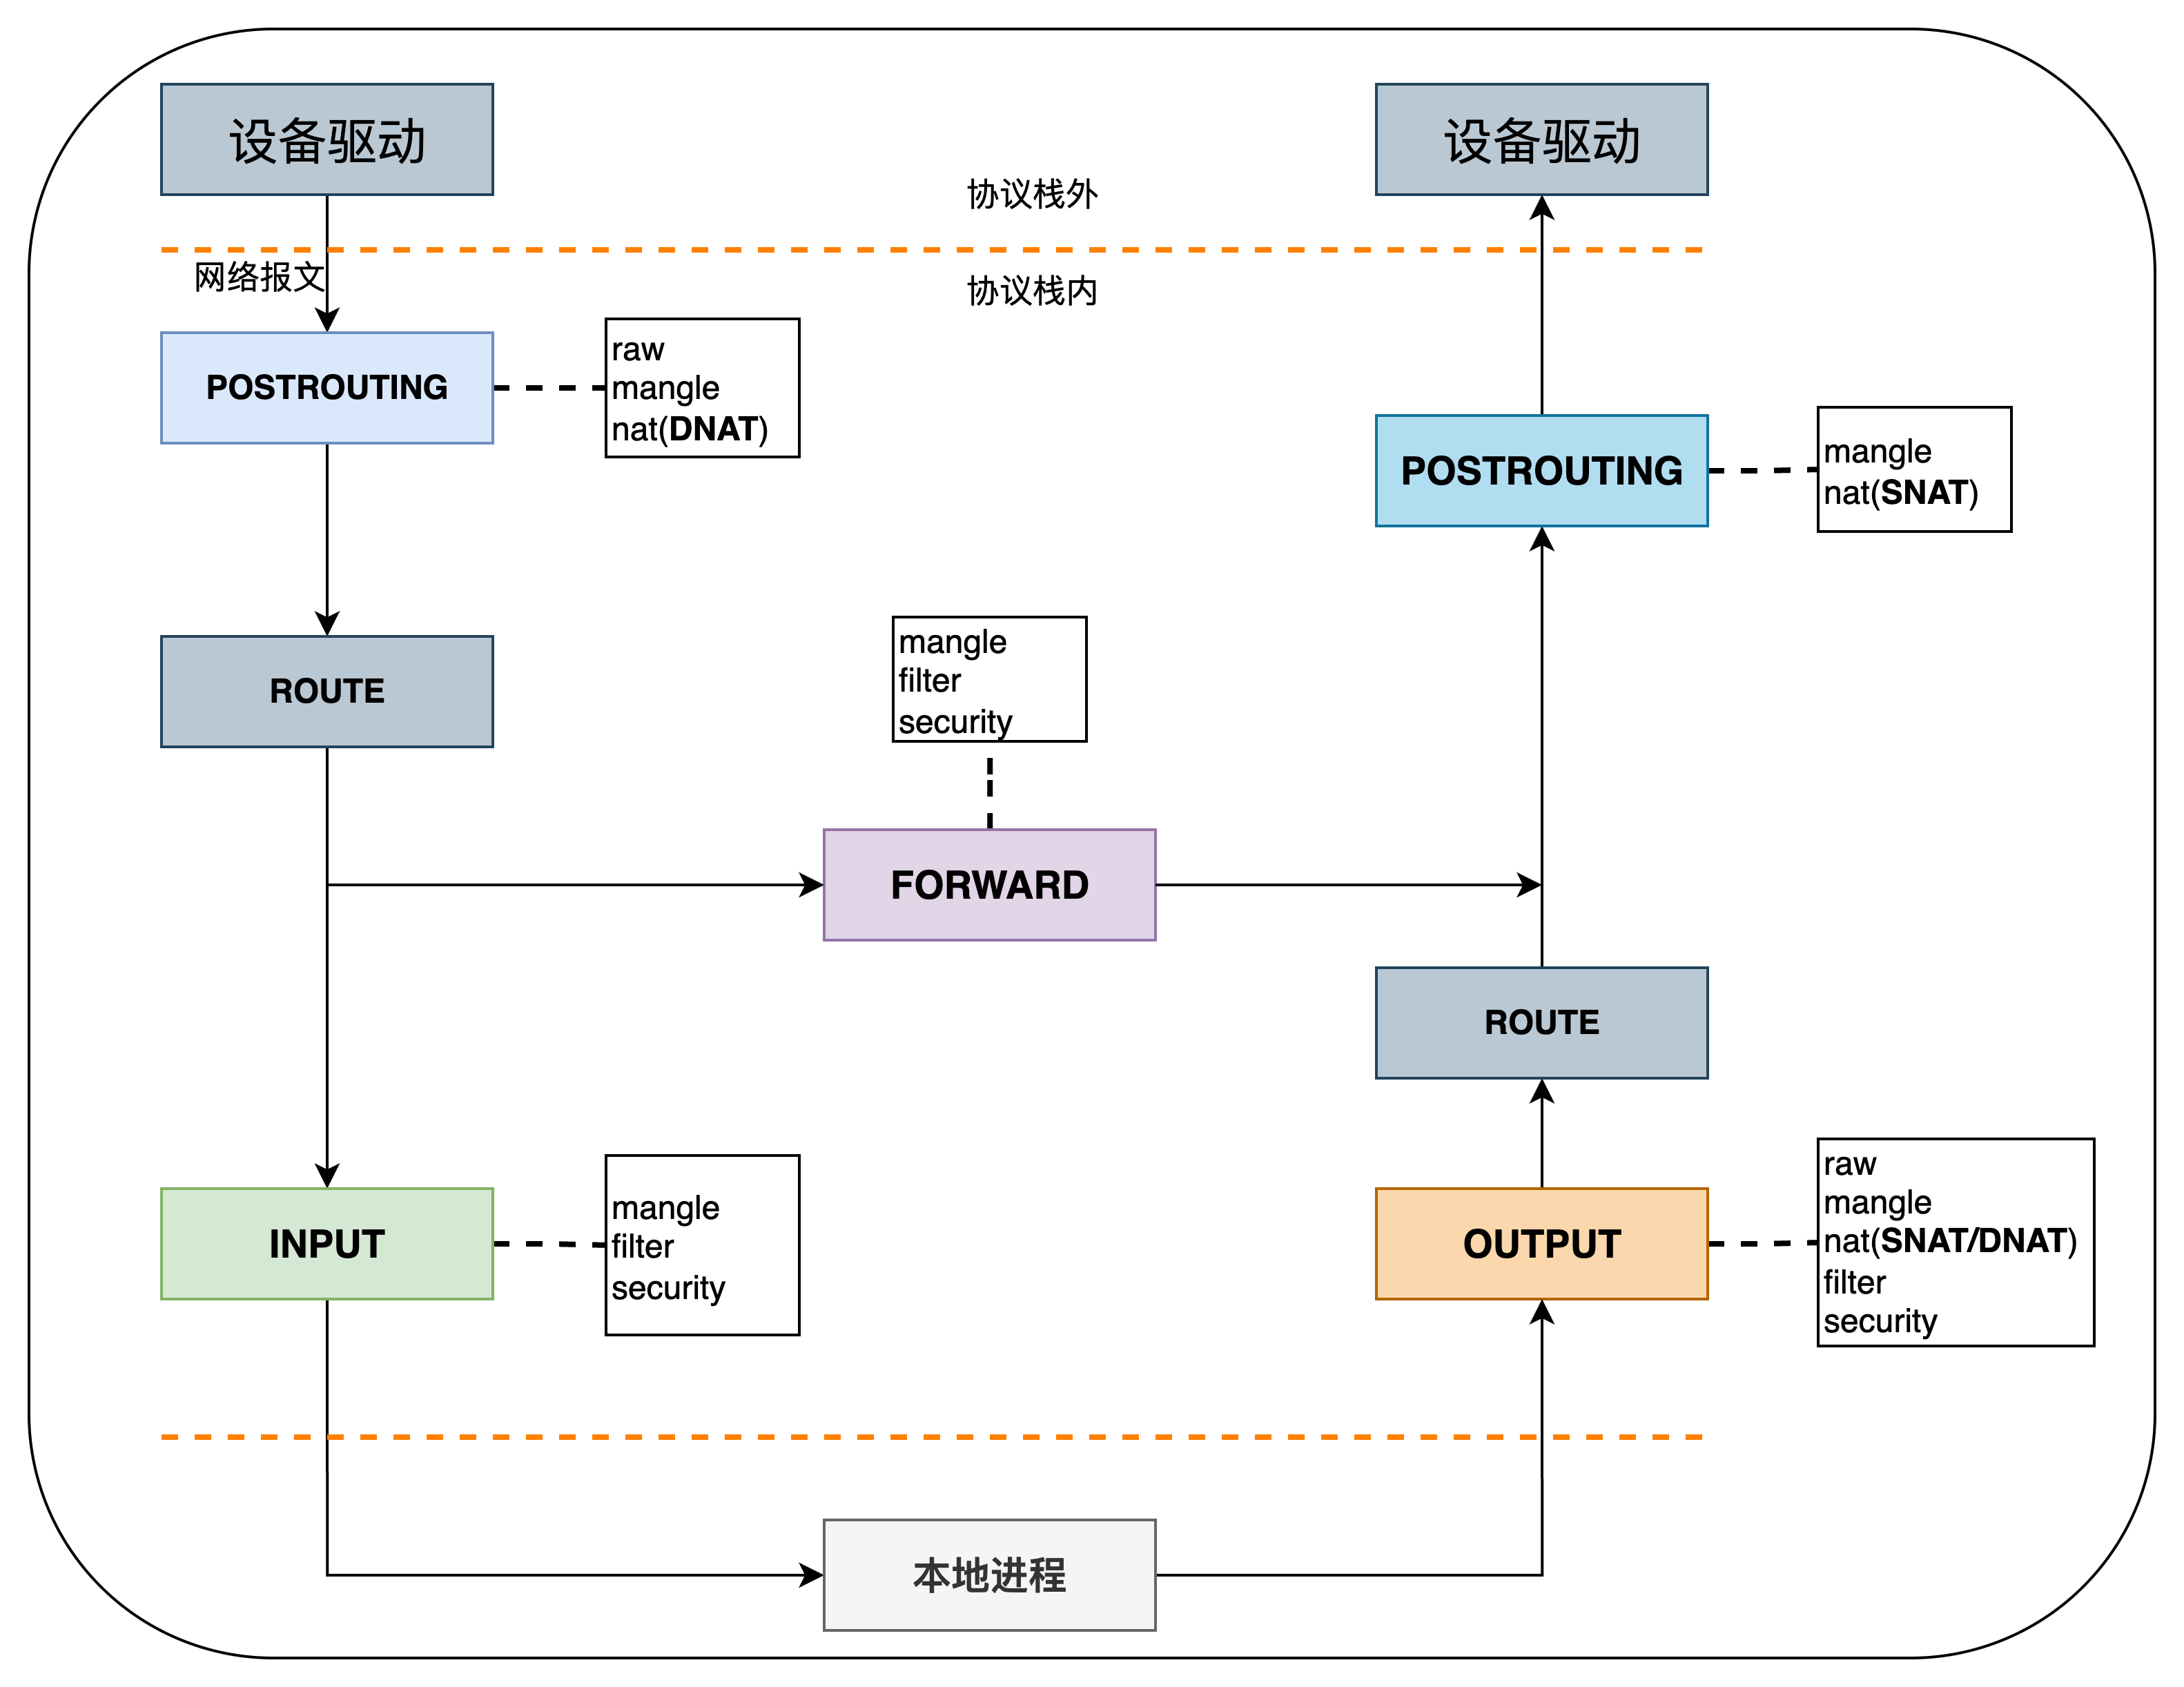 设备驱动
设备驱动
协议栈外
网络报文
协议栈内
POSTROUTING
raw
mangle
nat(DNAT)
POSTROUTING
mangle
nat(SNAT)
ROUTE
mangle
filter
security
FORWARD
ROUTE
INPUT
mangle
filter
security
OUTPUT
raw
mangle
nat(SNAT/DNAT)
filter
security
本地进程